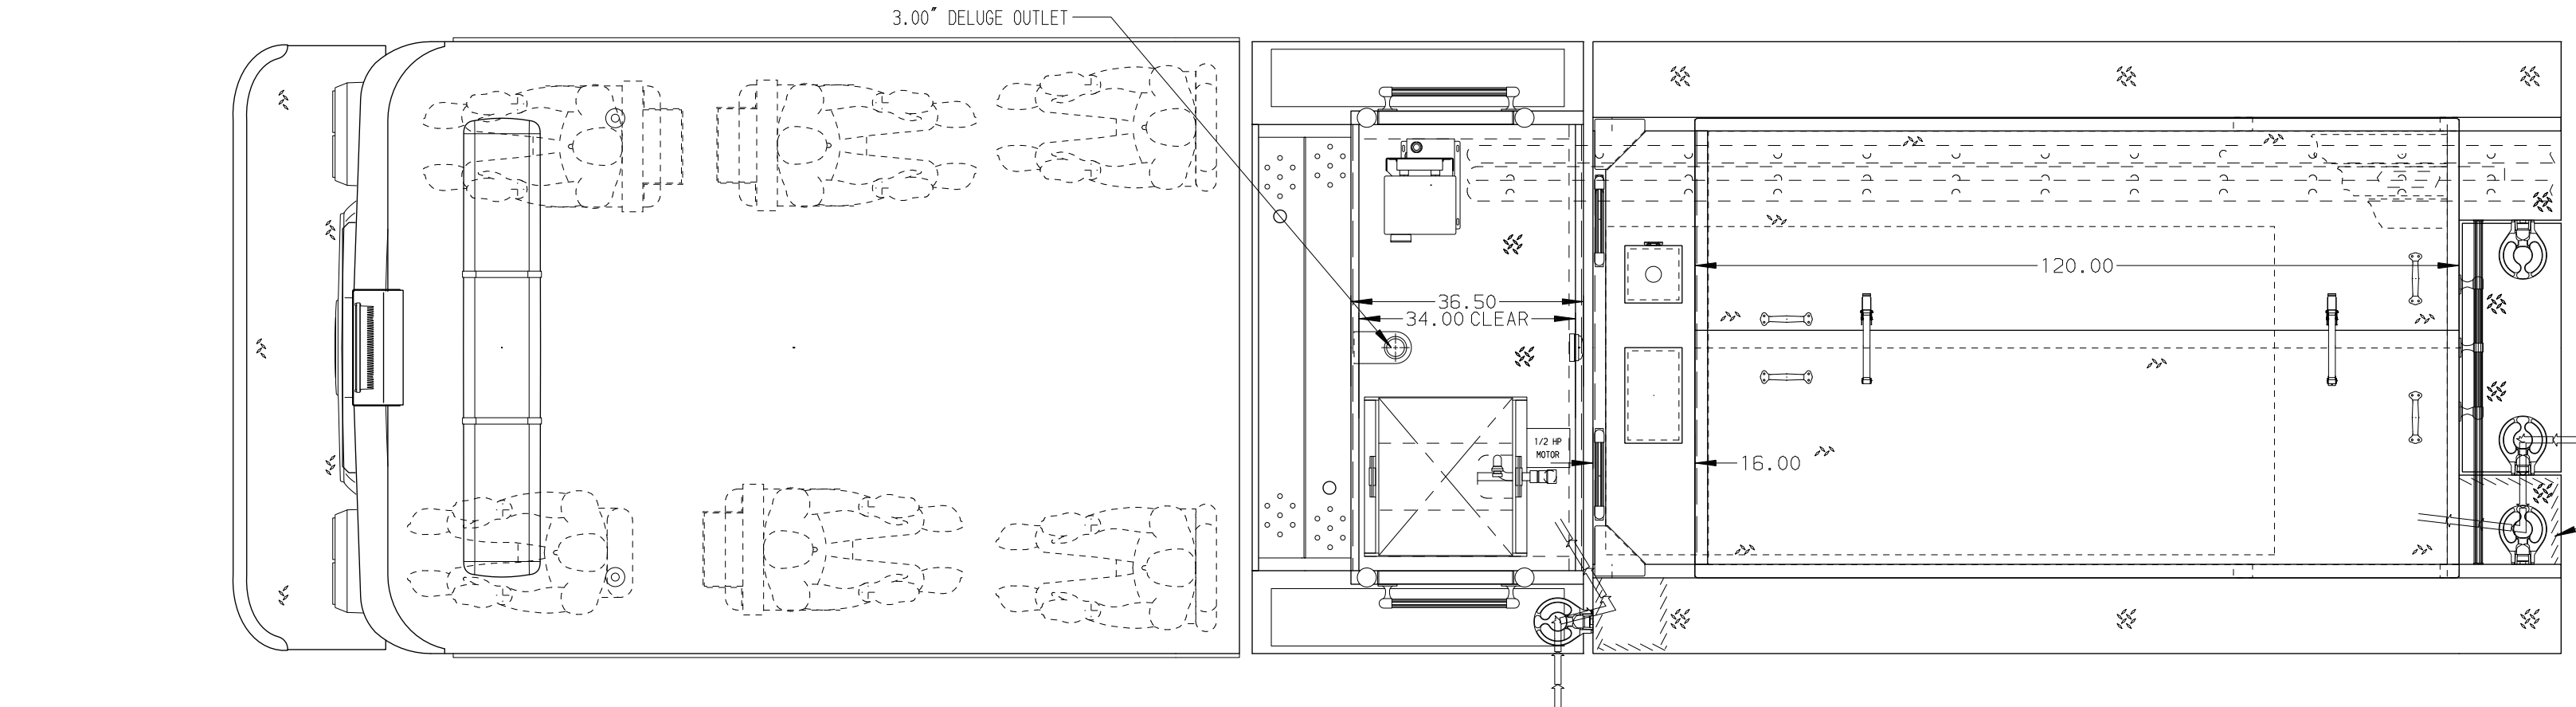 3.00" DELUGE OUTLET
120.00
36.50
34.00 CLEAR
1/2 HP
MOTOR
16.00